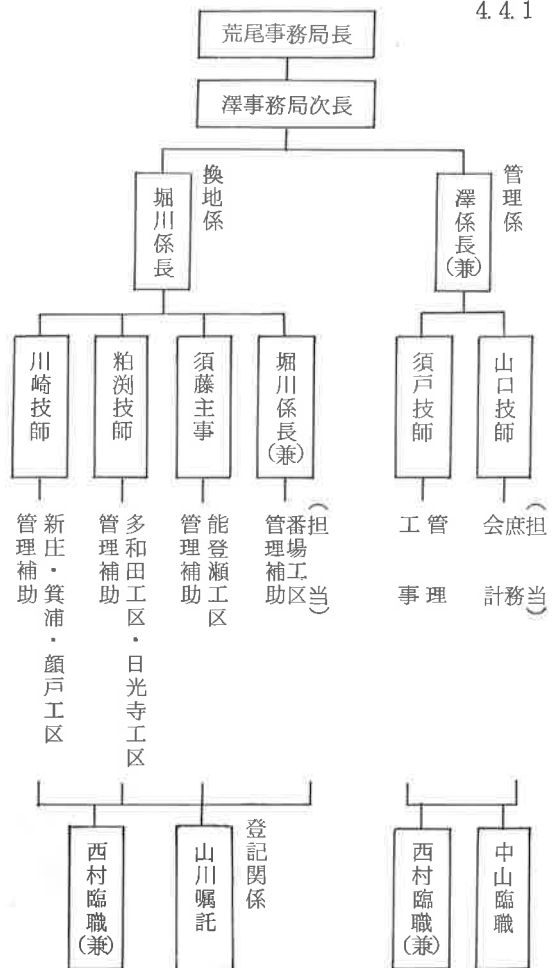 4.4.1
荒尾事務局長
澤事務局次長
管理係
澤係長(兼)
換地係
堀川係長
山口技師
須戸技師
堀川係長(兼)
須藤主事
粕渕技師
川崎技師
(担当)
庶務
会計
管理
工事
(担当)
番場工区
管理補助
能登瀬工区
管理補助
多和田工区・日光寺工区
管理補助
新庄・箕浦・顔戸工区
管理補助
中山臨職
西村臨職(兼)
登記関係
山川嘱託
西村臨職(兼)